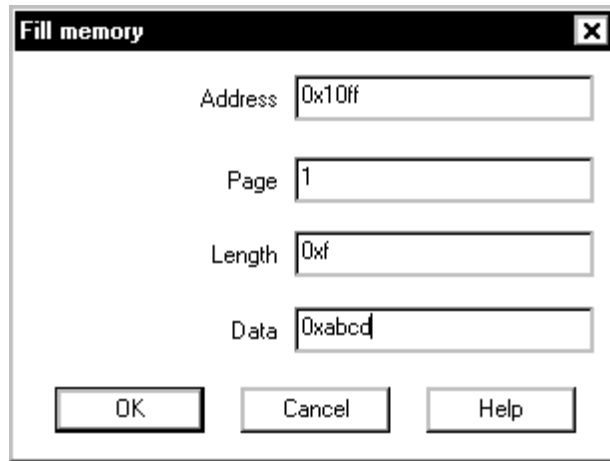 Fill memory
Address 0x10ff
Page 1
Length 0xf
Data 0xabcd
OK Cancel Help